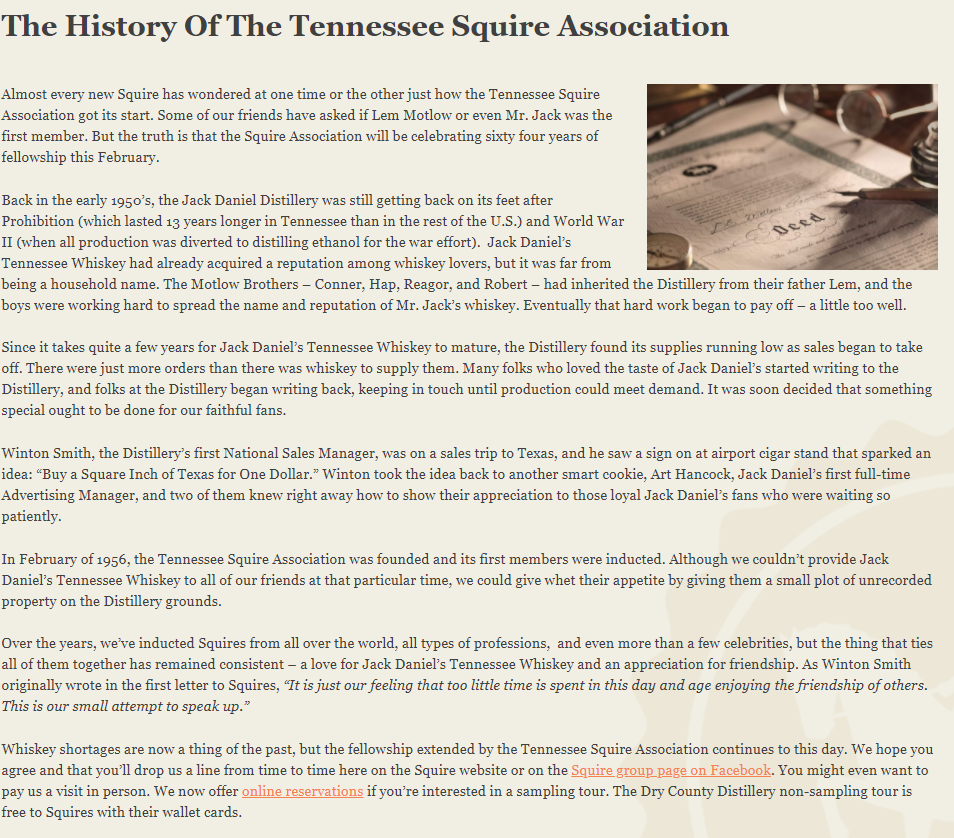 The History Of The Tennessee Squire Association
Almost every new Squire has wondered at one time or the other just how the Tennessee Squire
Association got its start. Some of our friends have asked if Lem Motlow or even Mr. Jack was the
first member. But the truth is that the Squire Association will be celebrating sixty four years of
fellowship this February.
Deed
Back in the early 1950’s, the Jack Daniel Distillery was still getting back on its feet after
Prohibition (which lasted 13 years longer in Tennessee than in the rest of the U.S.) and World War
II (when all production was diverted to distilling ethanol for the war effort).  Jack Daniel’s
Tennessee Whiskey had already acquired a reputation among whiskey lovers, but it was far from
being a household name. The Motlow Brothers – Conner, Hap, Reagor, and Robert – had inherited the Distillery from their father Lem, and the
boys were working hard to spread the name and reputation of Mr. Jack’s whiskey. Eventually that hard work began to pay off – a little too well.
Since it takes quite a few years for Jack Daniel’s Tennessee Whiskey to mature, the Distillery found its supplies running low as sales began to take
off. There were just more orders than there was whiskey to supply them. Many folks who loved the taste of Jack Daniel’s started writing to the
Distillery, and folks at the Distillery began writing back, keeping in touch until production could meet demand. It was soon decided that something
special ought to be done for our faithful fans.
Winton Smith, the Distillery’s first National Sales Manager, was on a sales trip to Texas, and he saw a sign on at airport cigar stand that sparked an
idea: “Buy a Square Inch of Texas for One Dollar.” Winton took the idea back to another smart cookie, Art Hancock, Jack Daniel’s first full-time
Advertising Manager, and two of them knew right away how to show their appreciation to those loyal Jack Daniel’s fans who were waiting so
patiently.
In February of 1956, the Tennessee Squire Association was founded and its first members were inducted. Although we couldn’t provide Jack
Daniel’s Tennessee Whiskey to all of our friends at that particular time, we could give whet their appetite by giving them a small plot of unrecorded
property on the Distillery grounds.
Over the years, we’ve inducted Squires from all over the world, all types of professions,  and even more than a few celebrities, but the thing that ties
all of them together has remained consistent – a love for Jack Daniel’s Tennessee Whiskey and an appreciation for friendship. As Winton Smith
originally wrote in the first letter to Squires, “It is just our feeling that too little time is spent in this day and age enjoying the friendship of others.
This is our small attempt to speak up.”
Whiskey shortages are now a thing of the past, but the fellowship extended by the Tennessee Squire Association continues to this day. We hope you
agree and that you’ll drop us a line from time to time here on the Squire website or on the Squire group page on Facebook. You might even want to
pay us a visit in person. We now offer online reservations if you’re interested in a sampling tour. The Dry County Distillery non-sampling tour is
free to Squires with their wallet cards.